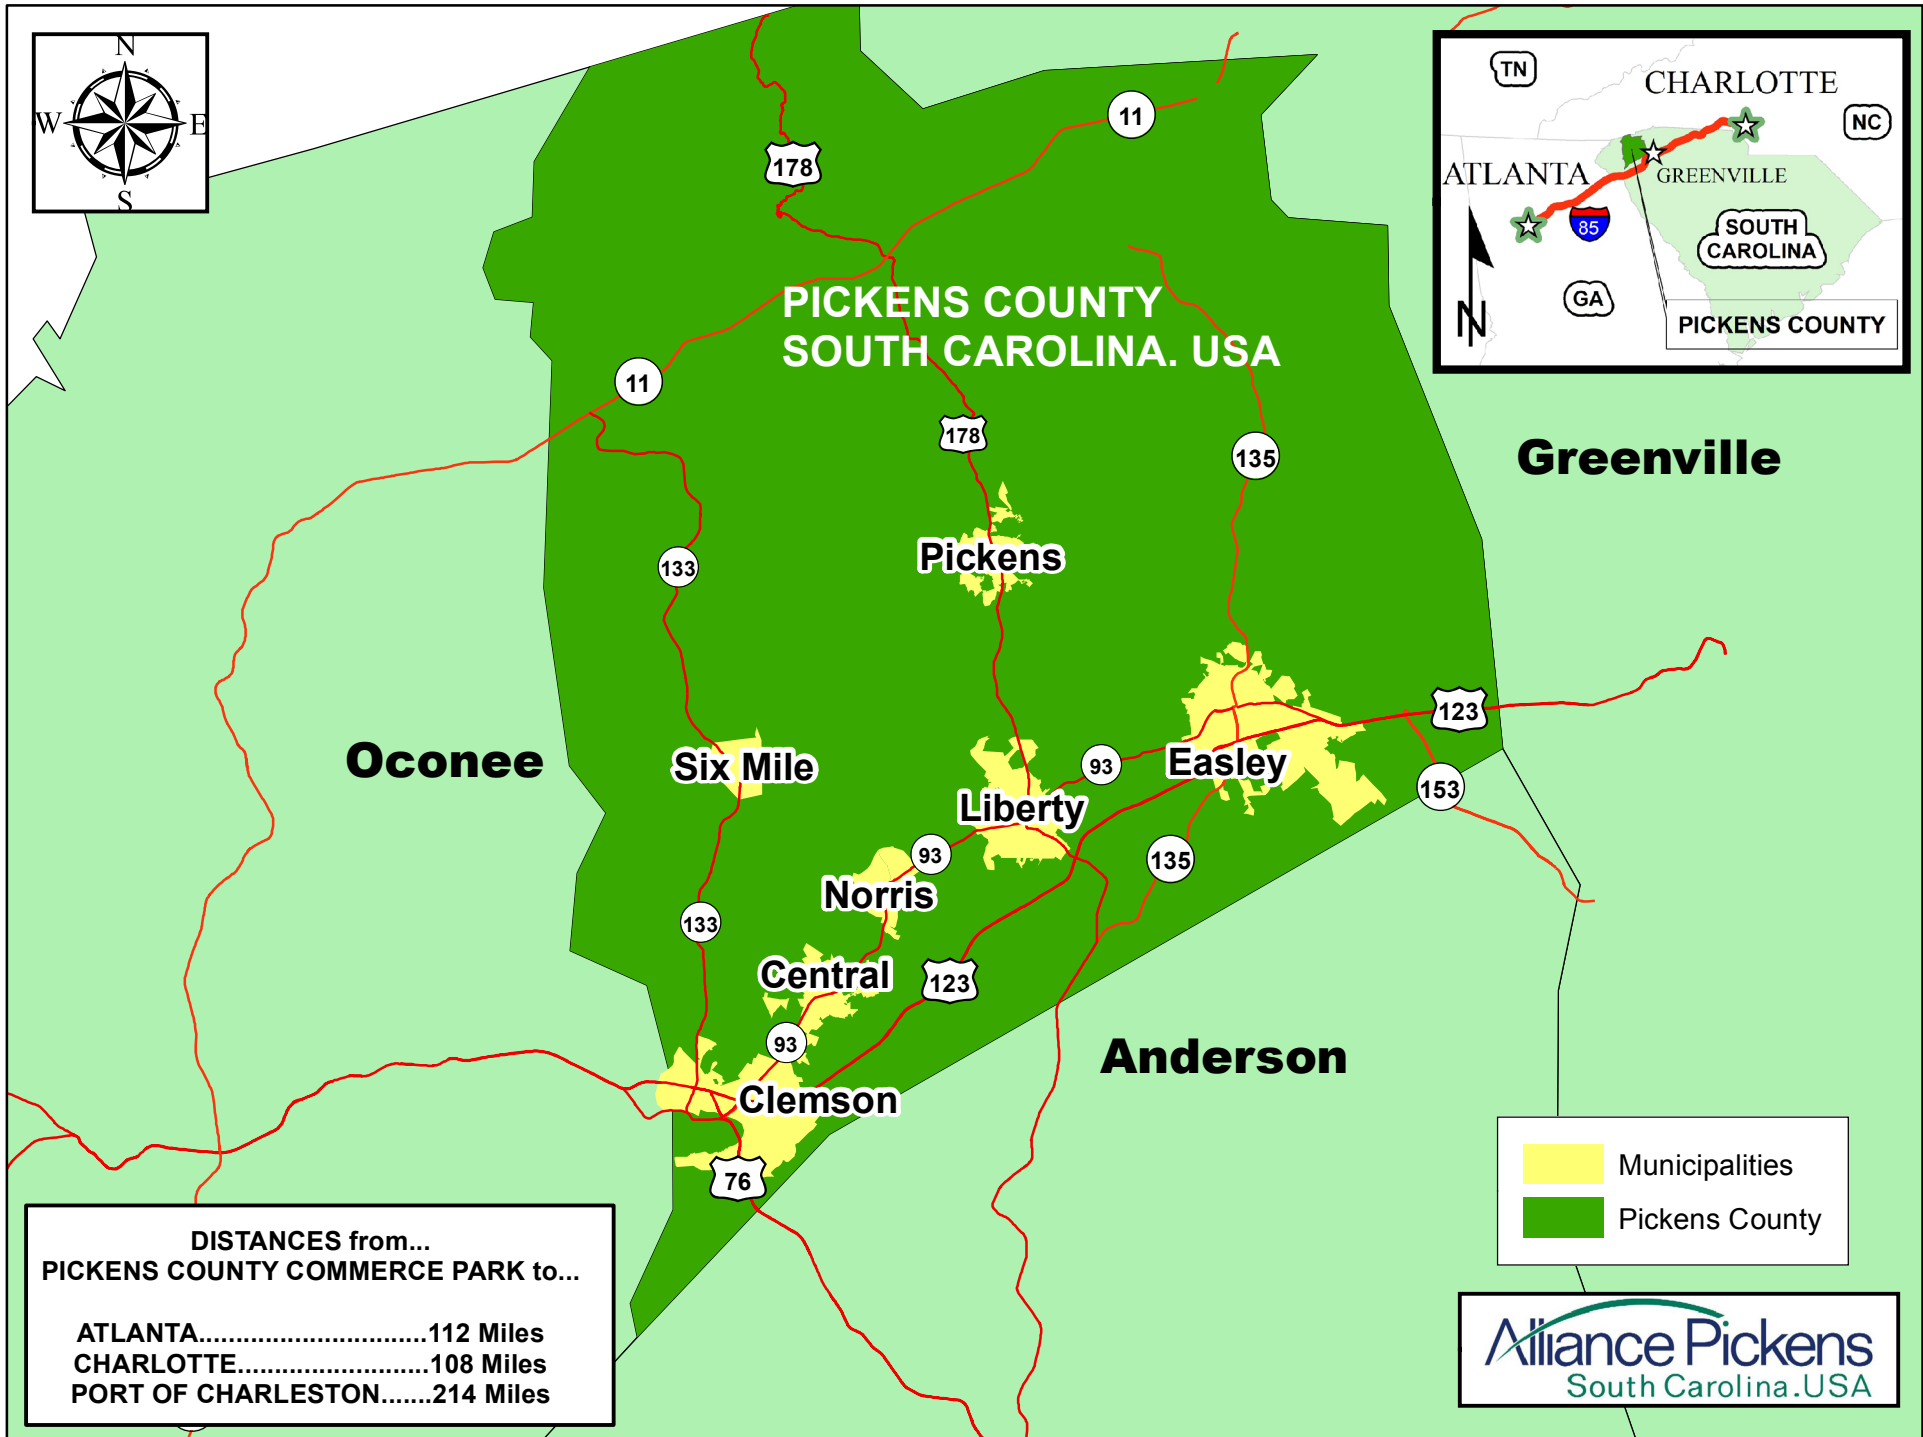 N
W
E
S
11
178
TN
CHARLOTTE
NC
ATLANTA
GREENVILLE
85
SOUTH
CAROLINA
GA
N
PICKENS COUNTY
PICKENS COUNTY
SOUTH CAROLINA. USA
11
178
135
Greenville
Pickens
133
123
Oconee
Six Mile
93
Easley
153
Liberty
93
135
Norris
133
Central
123
93
Anderson
Clemson
76
Municipalities
Pickens County
DISTANCES from...
PICKENS COUNTY COMMERCE PARK to...
ATLANTA..............................112 Miles
CHARLOTTE.........................108 Miles
PORT OF CHARLESTON.......214 Miles
Alliance Pickens
South Carolina.USA